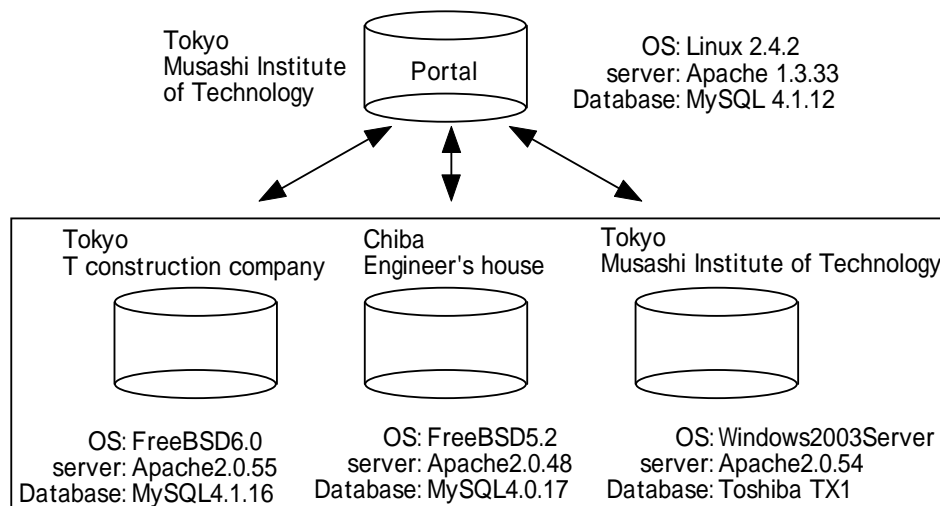 Tokyo
Musashi Institute
of Technology
Portal
OS: Linux 2.4.2
server: Apache 1.3.33
Database: MySQL 4.1.12
Tokyo
T construction company
Chiba
Engineer's house
Tokyo
Musashi Institute of Technology
OS: FreeBSD6.0
server: Apache2.0.55
Database: MySQL4.1.16
OS: FreeBSD5.2
server: Apache2.0.48
Database: MySQL4.0.17
OS: Windows2003Server
server: Apache2.0.54
Database: Toshiba TX1